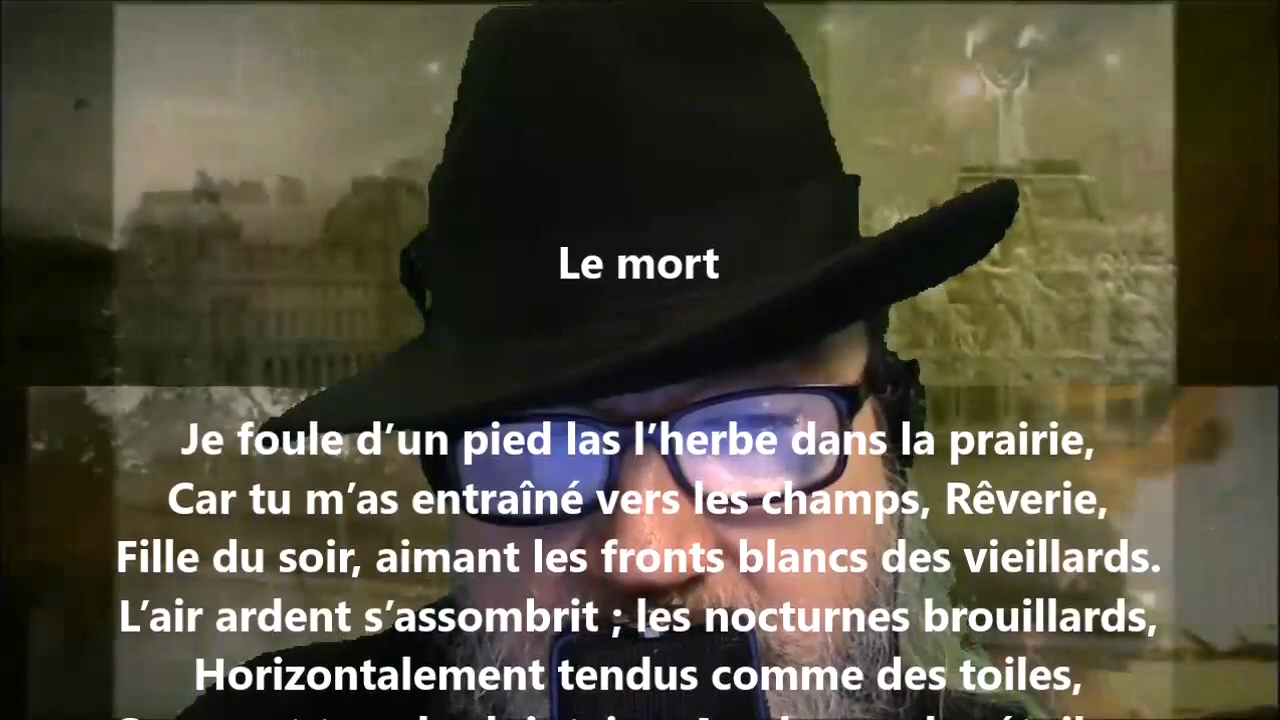 Le mort
Je foule d’un pied las l’herbe dans la prairie,
Car tu m’as entraîné vers les champs, Rêverie,
Fille du soir, aimant les fronts blancs des vieillards.
L’air ardent s’assombrit ; les nocturnes brouillards,
Horizontalement tendus comme des toiles,